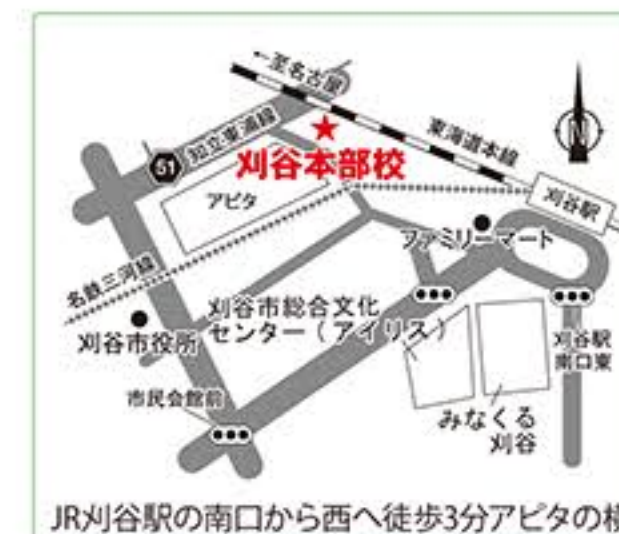 ←至名古屋
東海道本線
51
知立東浦線
刈谷本部校
アピタ
刈谷駅
ファミリーマート
名鉄三河線
刈谷市総合文化
センター(アイリス)
刈谷市役所
刈谷駅
南口東
市民会館前
みなくる
刈谷
N
JR刈谷駅の南口から西へ徒歩3分アピタの